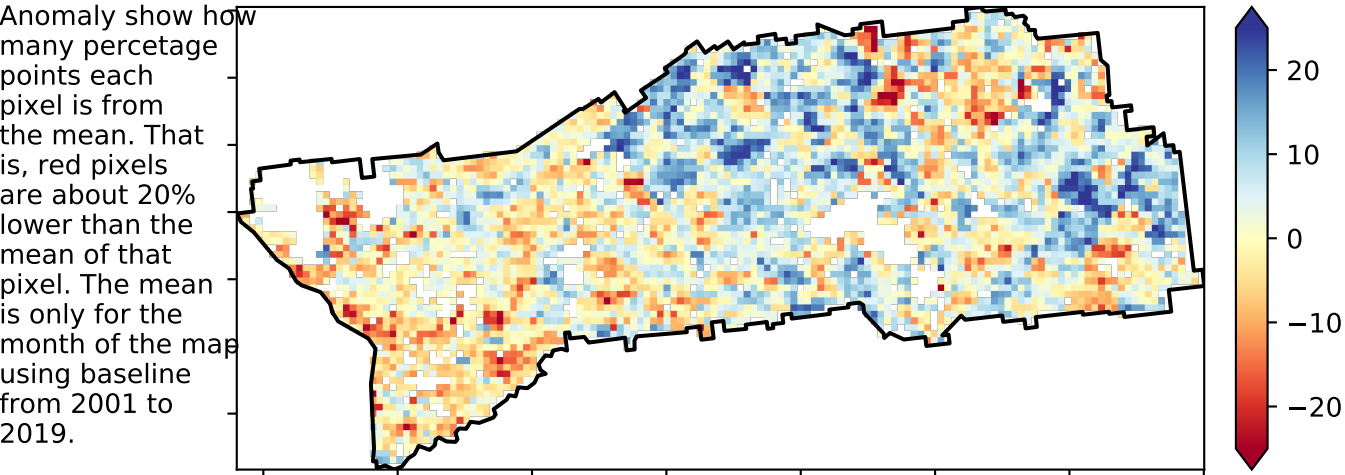 Anomaly show how
many percetage
points each
pixel is from
the mean. That
is, red pixels
are about 20%
lower than the
mean of that
pixel. The mean
is only for the
month of the map
using baseline
from 2001 to
2019.
20
10
0
−10
−20